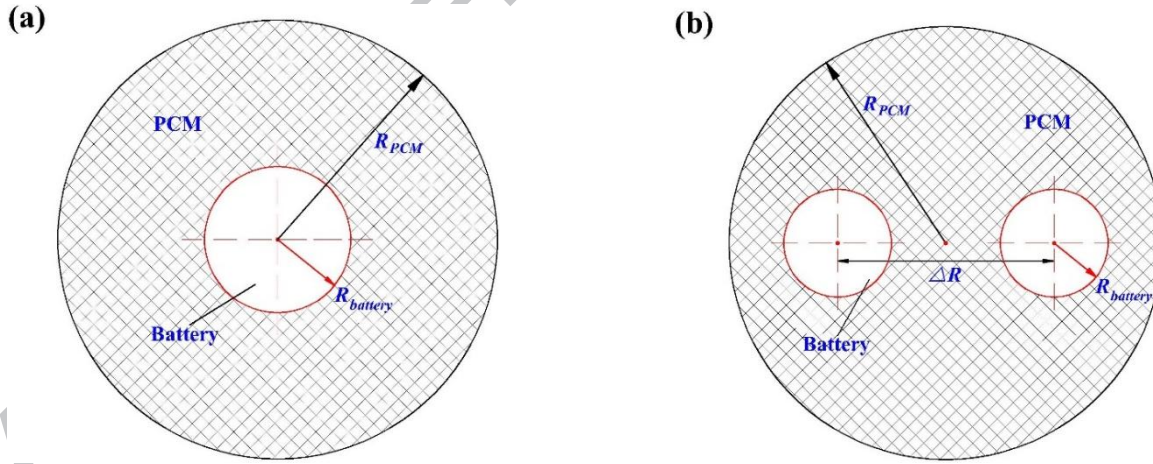 (a)
PCM
R_PCM
R_battery
Battery
(b)
R_PCM
PCM
△R
R_battery
Battery